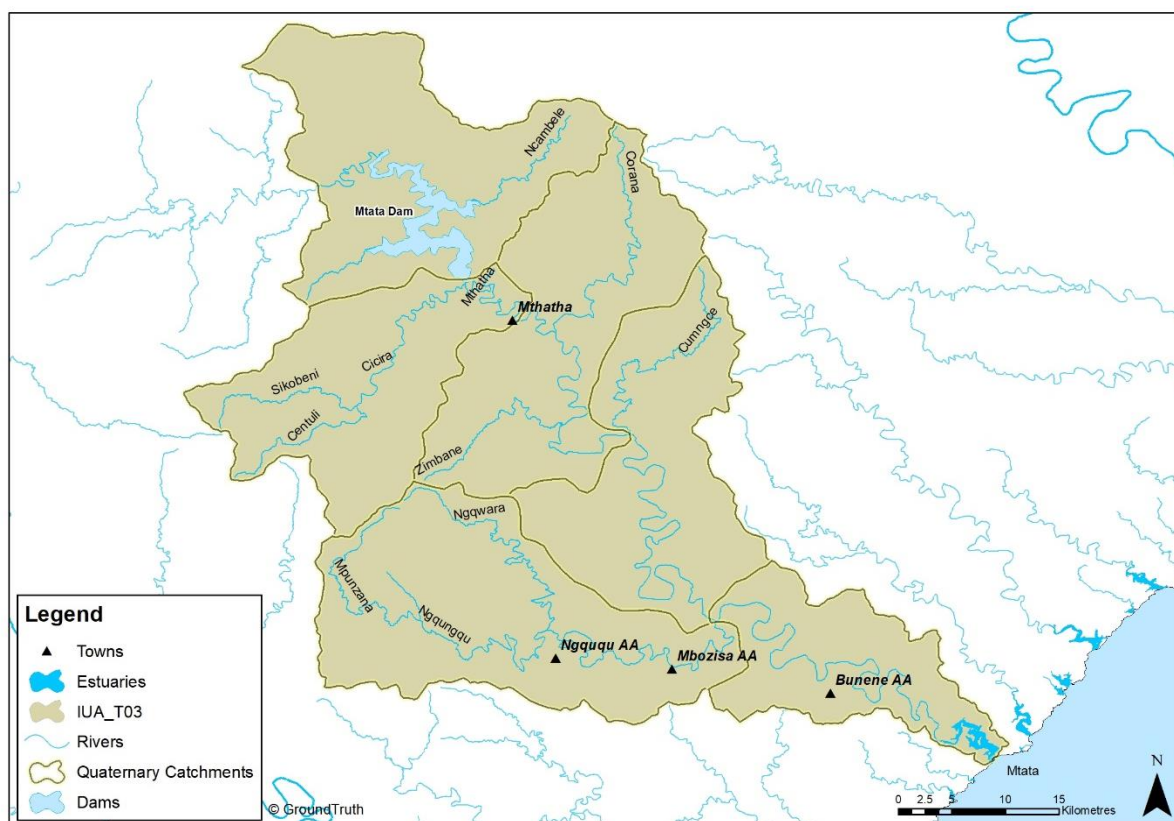 Ncambele
Corana
Mtata Dam
Mthatha
Mthatha
Cumngce
Cicira
Sikobeni
Centuli
Zimbane
Ngqwara
Mpunzana
Ngqungqu
Ngququ AA
Mbozisa AA
Bunene AA
Mtata
Legend
Towns
Estuaries
IUA_T03
Rivers
Quaternary Catchments
Dams
© GroundTruth
N
0 2.5 5 10 15
Kilometres